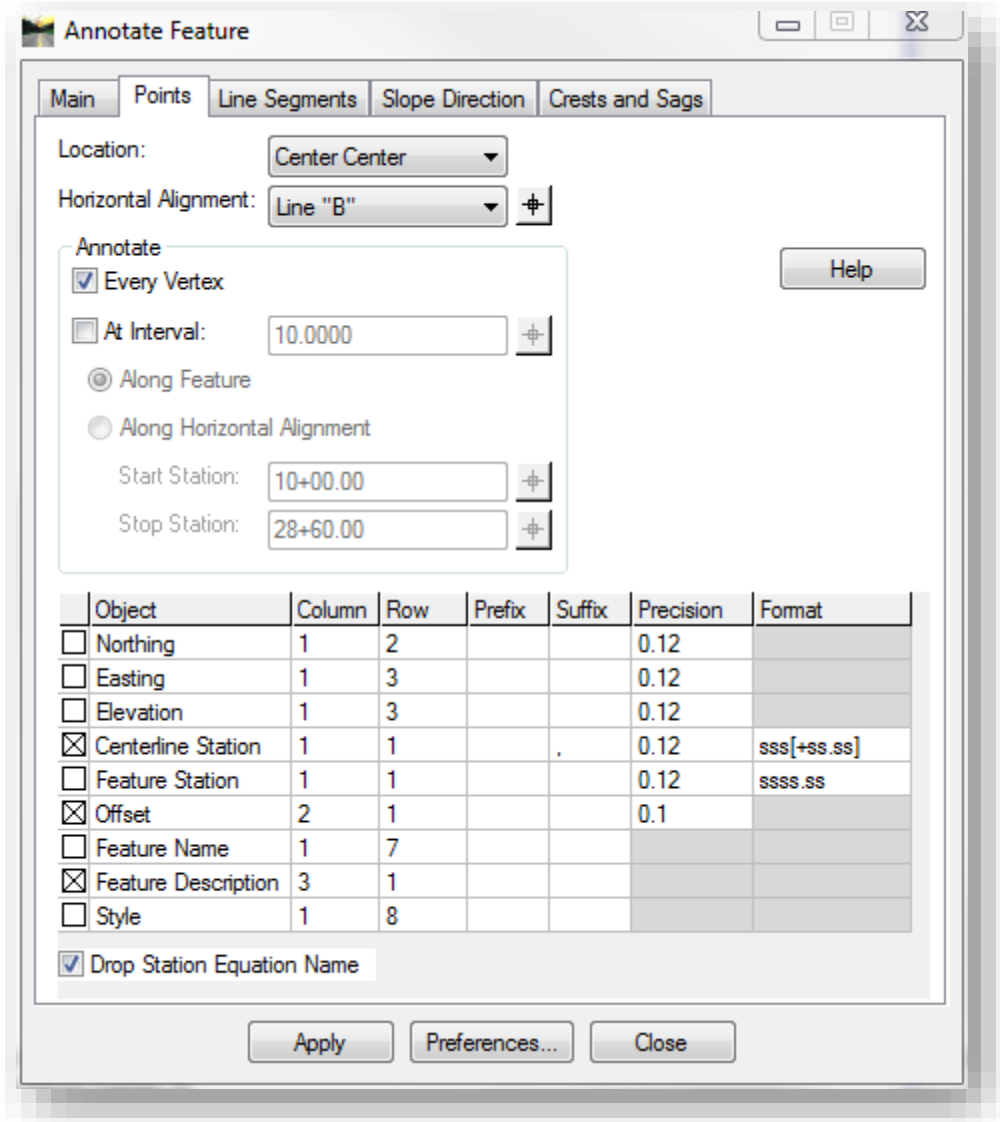 Annotate Feature
Main Points Line Segments Slope Direction Crests and Sags
Location: Center Center
Horizontal Alignment: Line "B"
Annotate
Every Vertex
Help
At Interval: 10.0000
Along Feature
Along Horizontal Alignment
Start Station: 10+00.00
Stop Station: 28+60.00
Object Column Row Prefix Suffix Precision Format
Northing 1 2 0.12
Easting 1 3 0.12
Elevation 1 3 0.12
Centerline Station 1 1 , 0.12 sss[+ss.ss]
Feature Station 1 1 0.12 ssss.ss
Offset 2 1 0.1
Feature Name 1 7
Feature Description 3 1
Style 1 8
Drop Station Equation Name
Apply Preferences... Close